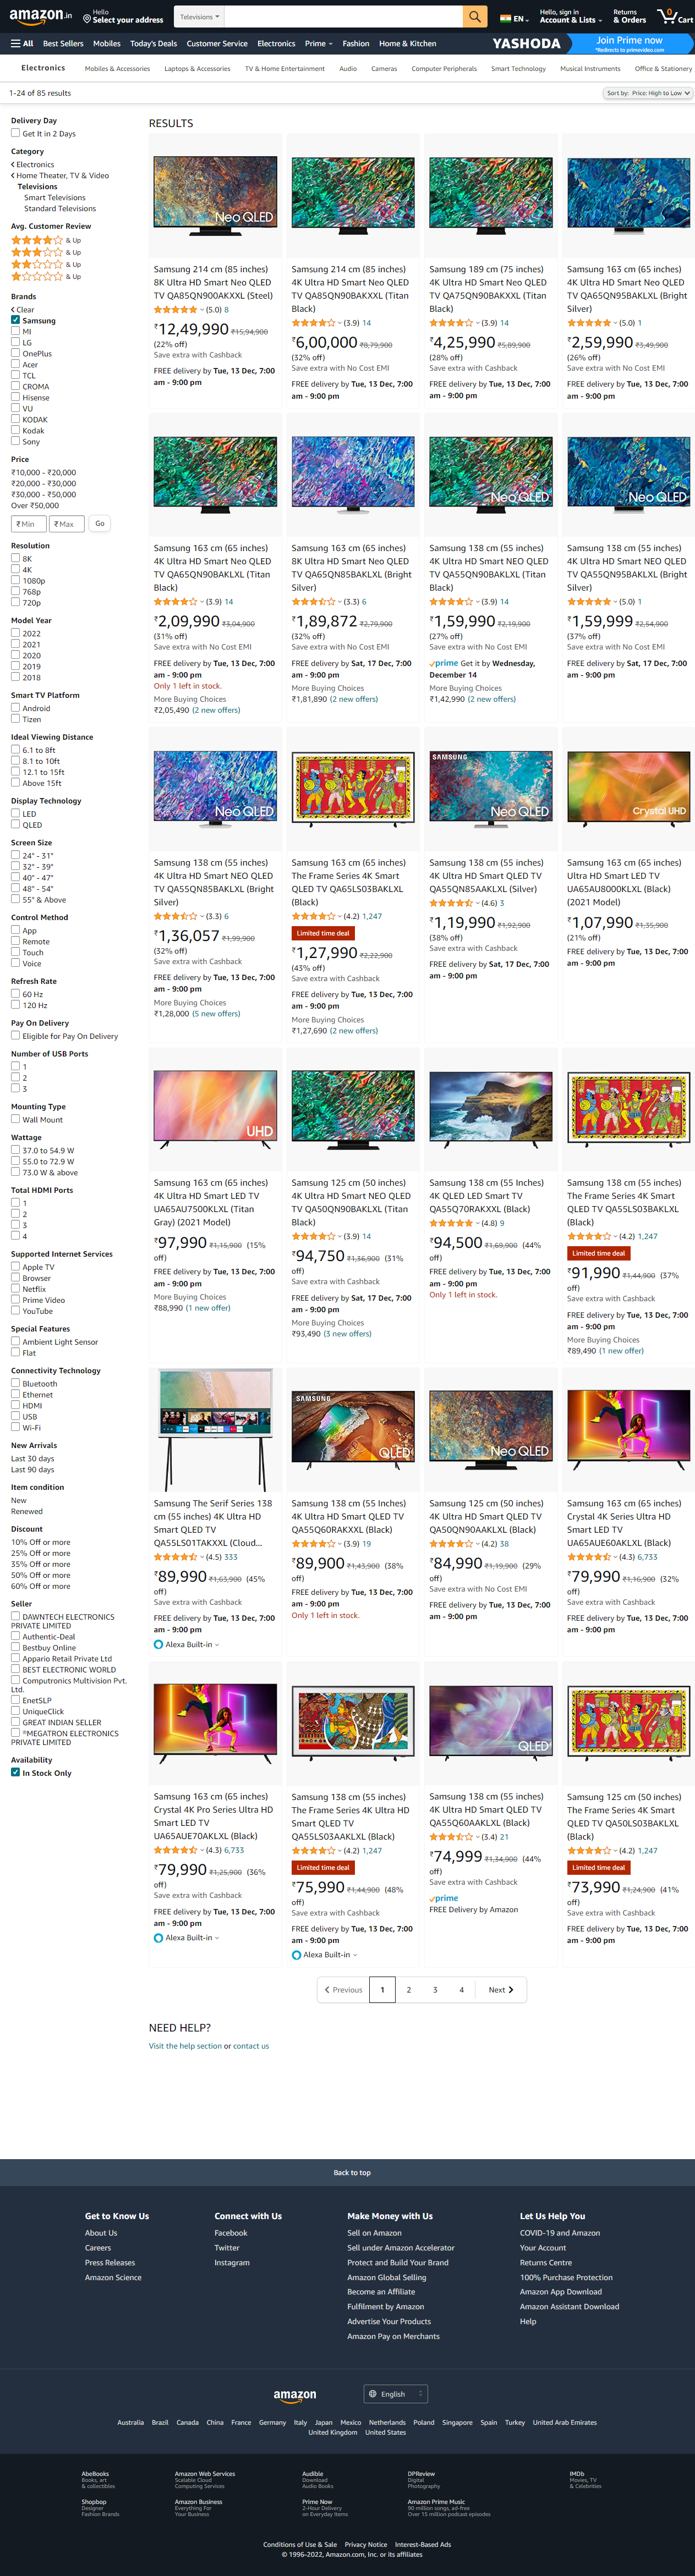 amazon.in
Hello
Select your address
Televisions
EN
Hello, sign in
Account & Lists
Returns
& Orders
0
Cart
All Best Sellers Mobiles Today's Deals Customer Service Electronics Prime Fashion Home & Kitchen
YASHODA
Join Prime now
*Redirects to primevideo.com
Electronics Mobiles & Accessories Laptops & Accessories TV & Home Entertainment Audio Cameras Computer Peripherals Smart Technology Musical Instruments Office & Stationery
1-24 of 85 results
Sort by: Price: High to Low
Delivery Day
Get It in 2 Days
Category
Electronics
Home Theater, TV & Video
Televisions
Smart Televisions
Standard Televisions
Avg. Customer Review
& Up
& Up
& Up
& Up
Brands
Clear
Samsung
MI
LG
OnePlus
Acer
TCL
CROMA
Hisense
VU
KODAK
Kodak
Sony
Price
₹10,000 - ₹20,000
₹20,000 - ₹30,000
₹30,000 - ₹50,000
Over ₹50,000
₹ Min
₹ Max
Go
Resolution
8K
4K
1080p
768p
720p
Model Year
2022
2021
2020
2019
2018
Smart TV Platform
Android
Tizen
Ideal Viewing Distance
6.1 to 8ft
8.1 to 10ft
12.1 to 15ft
Above 15ft
Display Technology
LED
QLED
Screen Size
24" - 31"
32" - 39"
40" - 47"
48" - 54"
55" & Above
Control Method
App
Remote
Touch
Voice
Refresh Rate
60 Hz
120 Hz
Pay On Delivery
Eligible for Pay On Delivery
Number of USB Ports
1
2
3
Mounting Type
Wall Mount
Wattage
37.0 to 54.9 W
55.0 to 72.9 W
73.0 W & above
Total HDMI Ports
1
2
3
4
Supported Internet Services
Apple TV
Browser
Netflix
Prime Video
YouTube
Special Features
Ambient Light Sensor
Flat
Connectivity Technology
Bluetooth
Ethernet
HDMI
USB
Wi-Fi
New Arrivals
Last 30 days
Last 90 days
Item condition
New
Renewed
Discount
10% Off or more
25% Off or more
35% Off or more
50% Off or more
60% Off or more
Seller
DAWNTECH ELECTRONICS
PRIVATE LIMITED
Authentic-Deal
Bestbuy Online
Appario Retail Private Ltd
BEST ELECTRONIC WORLD
Computronics Multivision Pvt.
Ltd.
EnetSLP
UniqueClick
GREAT INDIAN SELLER
®MEGATRON ELECTRONICS
PRIVATE LIMITED
Availability
In Stock Only
RESULTS
Neo QLED
Samsung 214 cm (85 inches)
8K Ultra HD Smart Neo QLED
TV QA85QN900AKXXL (Steel)
(5.0) 8
₹12,49,990 ₹15,94,900
(22% off)
Save extra with Cashback
FREE delivery by Tue, 13 Dec, 7:00
am - 9:00 pm
Samsung 214 cm (85 inches)
4K Ultra HD Smart Neo QLED
TV QA85QN90BAKXXL (Titan
Black)
(3.9) 14
₹6,00,000 ₹8,79,900
(32% off)
Save extra with No Cost EMI
FREE delivery by Tue, 13 Dec, 7:00
am - 9:00 pm
Samsung 189 cm (75 inches)
4K Ultra HD Smart Neo QLED
TV QA75QN90BAKXXL (Titan
Black)
(3.9) 14
₹4,25,990 ₹5,89,900
(28% off)
Save extra with Cashback
FREE delivery by Tue, 13 Dec, 7:00
am - 9:00 pm
Samsung 163 cm (65 inches)
4K Ultra HD Smart Neo QLED
TV QA65QN95BAKLXL (Bright
Silver)
(5.0) 1
₹2,59,990 ₹3,49,900
(26% off)
Save extra with No Cost EMI
FREE delivery by Tue, 13 Dec, 7:00
am - 9:00 pm
Samsung 163 cm (65 inches)
4K Ultra HD Smart Neo QLED
TV QA65QN90BAKLXL (Titan
Black)
(3.9) 14
₹2,09,990 ₹3,04,900
(31% off)
Save extra with No Cost EMI
FREE delivery by Tue, 13 Dec, 7:00
am - 9:00 pm
Only 1 left in stock.
More Buying Choices
₹2,05,490 (2 new offers)
Samsung 163 cm (65 inches)
8K Ultra HD Smart Neo QLED
TV QA65QN85BAKLXL (Bright
Silver)
(3.3) 6
₹1,89,872 ₹2,79,900
(32% off)
Save extra with No Cost EMI
FREE delivery by Sat, 17 Dec, 7:00
am - 9:00 pm
More Buying Choices
₹1,81,890 (2 new offers)
Neo QLED
Samsung 138 cm (55 inches)
4K Ultra HD Smart NEO QLED
TV QA55QN90BAKLXL (Titan
Black)
(3.9) 14
₹1,59,990 ₹2,19,900
(27% off)
Save extra with No Cost EMI
prime Get it by Wednesday,
December 14
More Buying Choices
₹1,42,990 (2 new offers)
Neo QLED
Samsung 138 cm (55 inches)
4K Ultra HD Smart NEO QLED
TV QA55QN95BAKLXL (Bright
Silver)
(5.0) 1
₹1,59,999 ₹2,54,900
(37% off)
Save extra with No Cost EMI
FREE delivery by Sat, 17 Dec, 7:00
am - 9:00 pm
Neo QLED
Samsung 138 cm (55 inches)
4K Ultra HD Smart NEO QLED
TV QA55QN85BAKLXL (Bright
Silver)
(3.3) 6
₹1,36,057 ₹1,99,900
(32% off)
Save extra with Cashback
FREE delivery by Tue, 13 Dec, 7:00
am - 9:00 pm
More Buying Choices
₹1,28,000 (5 new offers)
Samsung 163 cm (65 inches)
The Frame Series 4K Smart
QLED TV QA65LS03BAKLXL
(Black)
(4.2) 1,247
Limited time deal
₹1,27,990 ₹2,22,900
(43% off)
Save extra with Cashback
FREE delivery by Tue, 13 Dec, 7:00
am - 9:00 pm
More Buying Choices
₹1,27,690 (2 new offers)
SAMSUNG
Neo QLED
Samsung 138 cm (55 inches)
4K Ultra HD Smart QLED TV
QA55QN85AAKLXL (Silver)
(4.6) 3
₹1,19,990 ₹1,92,900
(38% off)
Save extra with Cashback
FREE delivery by Sat, 17 Dec, 7:00
am - 9:00 pm
Crystal UHD
Samsung 163 cm (65 inches)
Ultra HD Smart LED TV
UA65AU8000KLXL (Black)
(2021 Model)
₹1,07,990 ₹1,35,900
(21% off)
FREE delivery by Tue, 13 Dec, 7:00
am - 9:00 pm
UHD
Samsung 163 cm (65 inches)
4K Ultra HD Smart LED TV
UA65AU7500KLXL (Titan
Gray) (2021 Model)
₹97,990 ₹1,15,900 (15%
off)
FREE delivery by Tue, 13 Dec, 7:00
am - 9:00 pm
More Buying Choices
₹88,990 (1 new offer)
Samsung 125 cm (50 inches)
4K Ultra HD Smart NEO QLED
TV QA50QN90BAKLXL (Titan
Black)
(3.9) 14
₹94,750 ₹1,36,900 (31%
off)
Save extra with Cashback
FREE delivery by Sat, 17 Dec, 7:00
am - 9:00 pm
More Buying Choices
₹93,490 (3 new offers)
Samsung 138 cm (55 Inches)
4K QLED LED Smart TV
QA55Q70RAKXXL (Black)
(4.8) 9
₹94,500 ₹1,69,900 (44%
off)
FREE delivery by Tue, 13 Dec, 7:00
am - 9:00 pm
Only 1 left in stock.
Samsung 138 cm (55 inches)
The Frame Series 4K Smart
QLED TV QA55LS03BAKLXL
(Black)
(4.2) 1,247
Limited time deal
₹91,990 ₹1,44,900 (37%
off)
Save extra with Cashback
FREE delivery by Tue, 13 Dec, 7:00
am - 9:00 pm
More Buying Choices
₹89,490 (1 new offer)
Samsung The Serif Series 138
cm (55 inches) 4K Ultra HD
Smart QLED TV
QA55LS01TAKXXL (Cloud...
(4.5) 333
₹89,990 ₹1,63,900 (45%
off)
Save extra with Cashback
FREE delivery by Tue, 13 Dec, 7:00
am - 9:00 pm
Alexa Built-in
SAMSUNG
QLED
Samsung 138 cm (55 Inches)
4K Ultra HD Smart QLED TV
QA55Q60RAKXXL (Black)
(3.9) 19
₹89,900 ₹1,43,900 (38%
off)
FREE delivery by Tue, 13 Dec, 7:00
am - 9:00 pm
Only 1 left in stock.
Neo QLED
Samsung 125 cm (50 inches)
4K Ultra HD Smart QLED TV
QA50QN90AAKLXL (Black)
(4.2) 38
₹84,990 ₹1,19,900 (29%
off)
Save extra with No Cost EMI
FREE delivery by Tue, 13 Dec, 7:00
am - 9:00 pm
Samsung 163 cm (65 inches)
Crystal 4K Series Ultra HD
Smart LED TV
UA65AUE60AKLXL (Black)
(4.3) 6,733
₹79,990 ₹1,16,900 (32%
off)
Save extra with Cashback
FREE delivery by Tue, 13 Dec, 7:00
am - 9:00 pm
Samsung 163 cm (65 inches)
Crystal 4K Pro Series Ultra HD
Smart LED TV
UA65AUE70AKLXL (Black)
(4.3) 6,733
₹79,990 ₹1,25,900 (36%
off)
Save extra with Cashback
FREE delivery by Tue, 13 Dec, 7:00
am - 9:00 pm
Alexa Built-in
Samsung 138 cm (55 inches)
The Frame Series 4K Ultra HD
Smart QLED TV
QA55LS03AAKLXL (Black)
(4.2) 1,247
Limited time deal
₹75,990 ₹1,44,900 (48%
off)
Save extra with Cashback
FREE delivery by Tue, 13 Dec, 7:00
am - 9:00 pm
Alexa Built-in
QLED
Samsung 138 cm (55 inches)
4K Ultra HD Smart QLED TV
QA55Q60AAKLXL (Black)
(3.4) 21
₹74,999 ₹1,34,900 (44%
off)
Save extra with Cashback
prime
FREE Delivery by Amazon
Samsung 125 cm (50 inches)
The Frame Series 4K Smart
QLED TV QA50LS03BAKLXL
(Black)
(4.2) 1,247
Limited time deal
₹73,990 ₹1,24,900 (41%
off)
Save extra with Cashback
FREE delivery by Tue, 13 Dec, 7:00
am - 9:00 pm
Previous 1 2 3 4 Next
NEED HELP?
Visit the help section or contact us
Back to top
Get to Know Us
About Us
Careers
Press Releases
Amazon Science
Connect with Us
Facebook
Twitter
Instagram
Make Money with Us
Sell on Amazon
Sell under Amazon Accelerator
Protect and Build Your Brand
Amazon Global Selling
Become an Affiliate
Fulfilment by Amazon
Advertise Your Products
Amazon Pay on Merchants
Let Us Help You
COVID-19 and Amazon
Your Account
Returns Centre
100% Purchase Protection
Amazon App Download
Amazon Assistant Download
Help
amazon
English
Australia Brazil Canada China France Germany Italy Japan Mexico Netherlands Poland Singapore Spain Turkey United Arab Emirates
United Kingdom United States
AbeBooks
Books, art
& collectibles
Amazon Web Services
Scalable Cloud
Computing Services
Audible
Download
Audio Books
DPReview
Digital
Photography
IMDb
Movies, TV
& Celebrities
Shopbop
Designer
Fashion Brands
Amazon Business
Everything For
Your Business
Prime Now
2-Hour Delivery
on Everyday Items
Amazon Prime Music
90 million songs, ad-free
Over 15 million podcast episodes
Conditions of Use & Sale Privacy Notice Interest-Based Ads
© 1996-2022, Amazon.com, Inc. or its affiliates